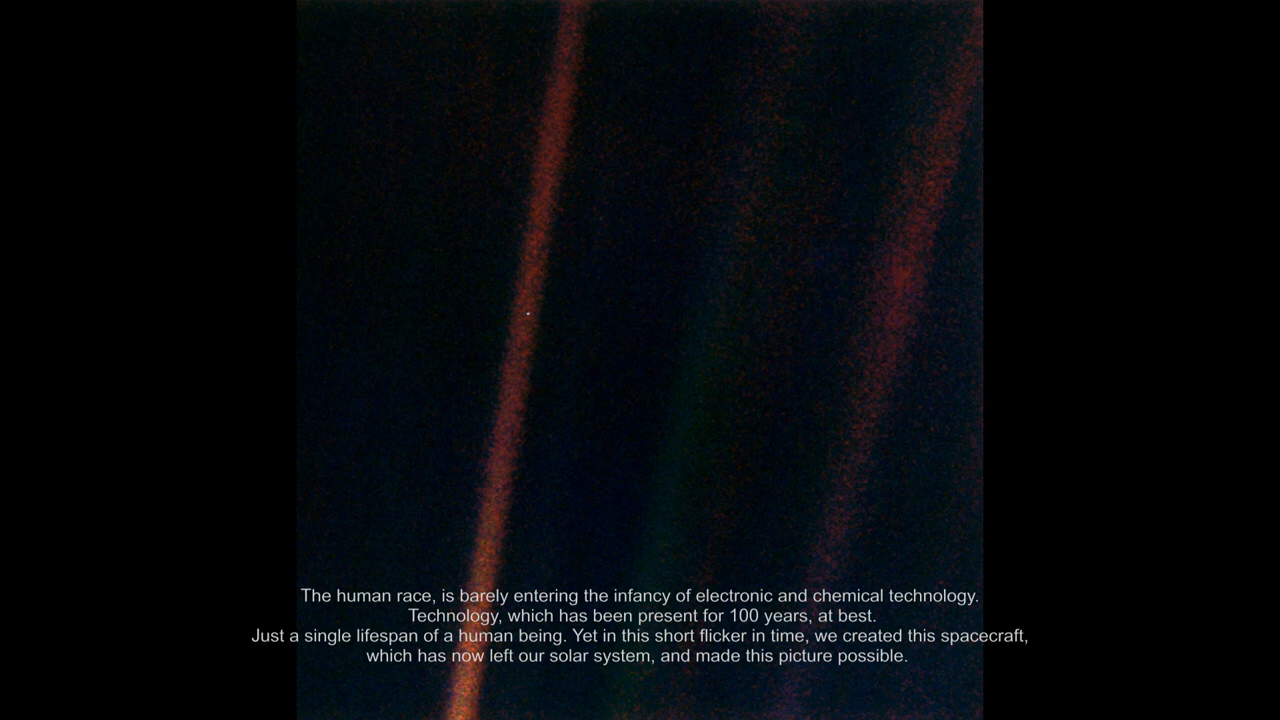 The human race, is barely entering the infancy of electronic and chemical technology.
Technology, which has been present for 100 years, at best.
Just a single lifespan of a human being. Yet in this short flicker in time, we created this spacecraft,
which has now left our solar system, and made this picture possible.